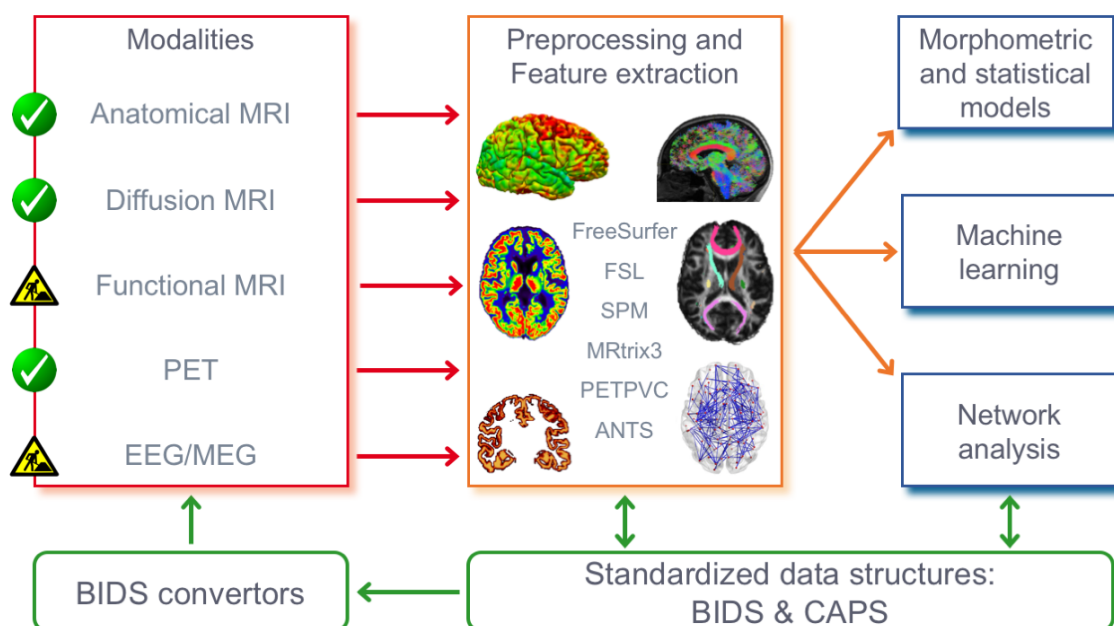 Modalities
Anatomical MRI
Diffusion MRI
Functional MRI
PET
EEG/MEG
Preprocessing and
Feature extraction
FreeSurfer
FSL
SPM
MRtrix3
PETPVC
ANTS
Morphometric
and statistical
models
Machine
learning
Network
analysis
BIDS convertors
Standardized data structures:
BIDS & CAPS